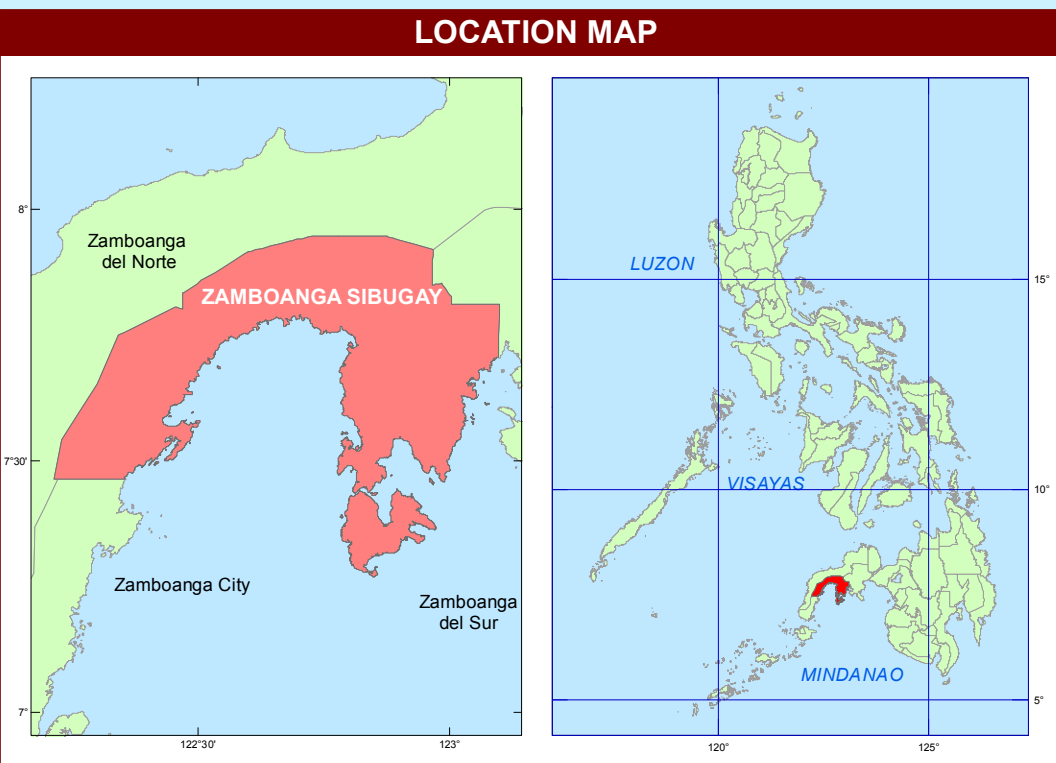 LOCATION MAP
8°
7°30'
7°
122°30'
123°
Zamboanga
del Norte
ZAMBOANGA SIBUGAY
Zamboanga City
Zamboanga
del Sur
LUZON
VISAYAS
MINDANAO
15°
10°
5°
120°
125°